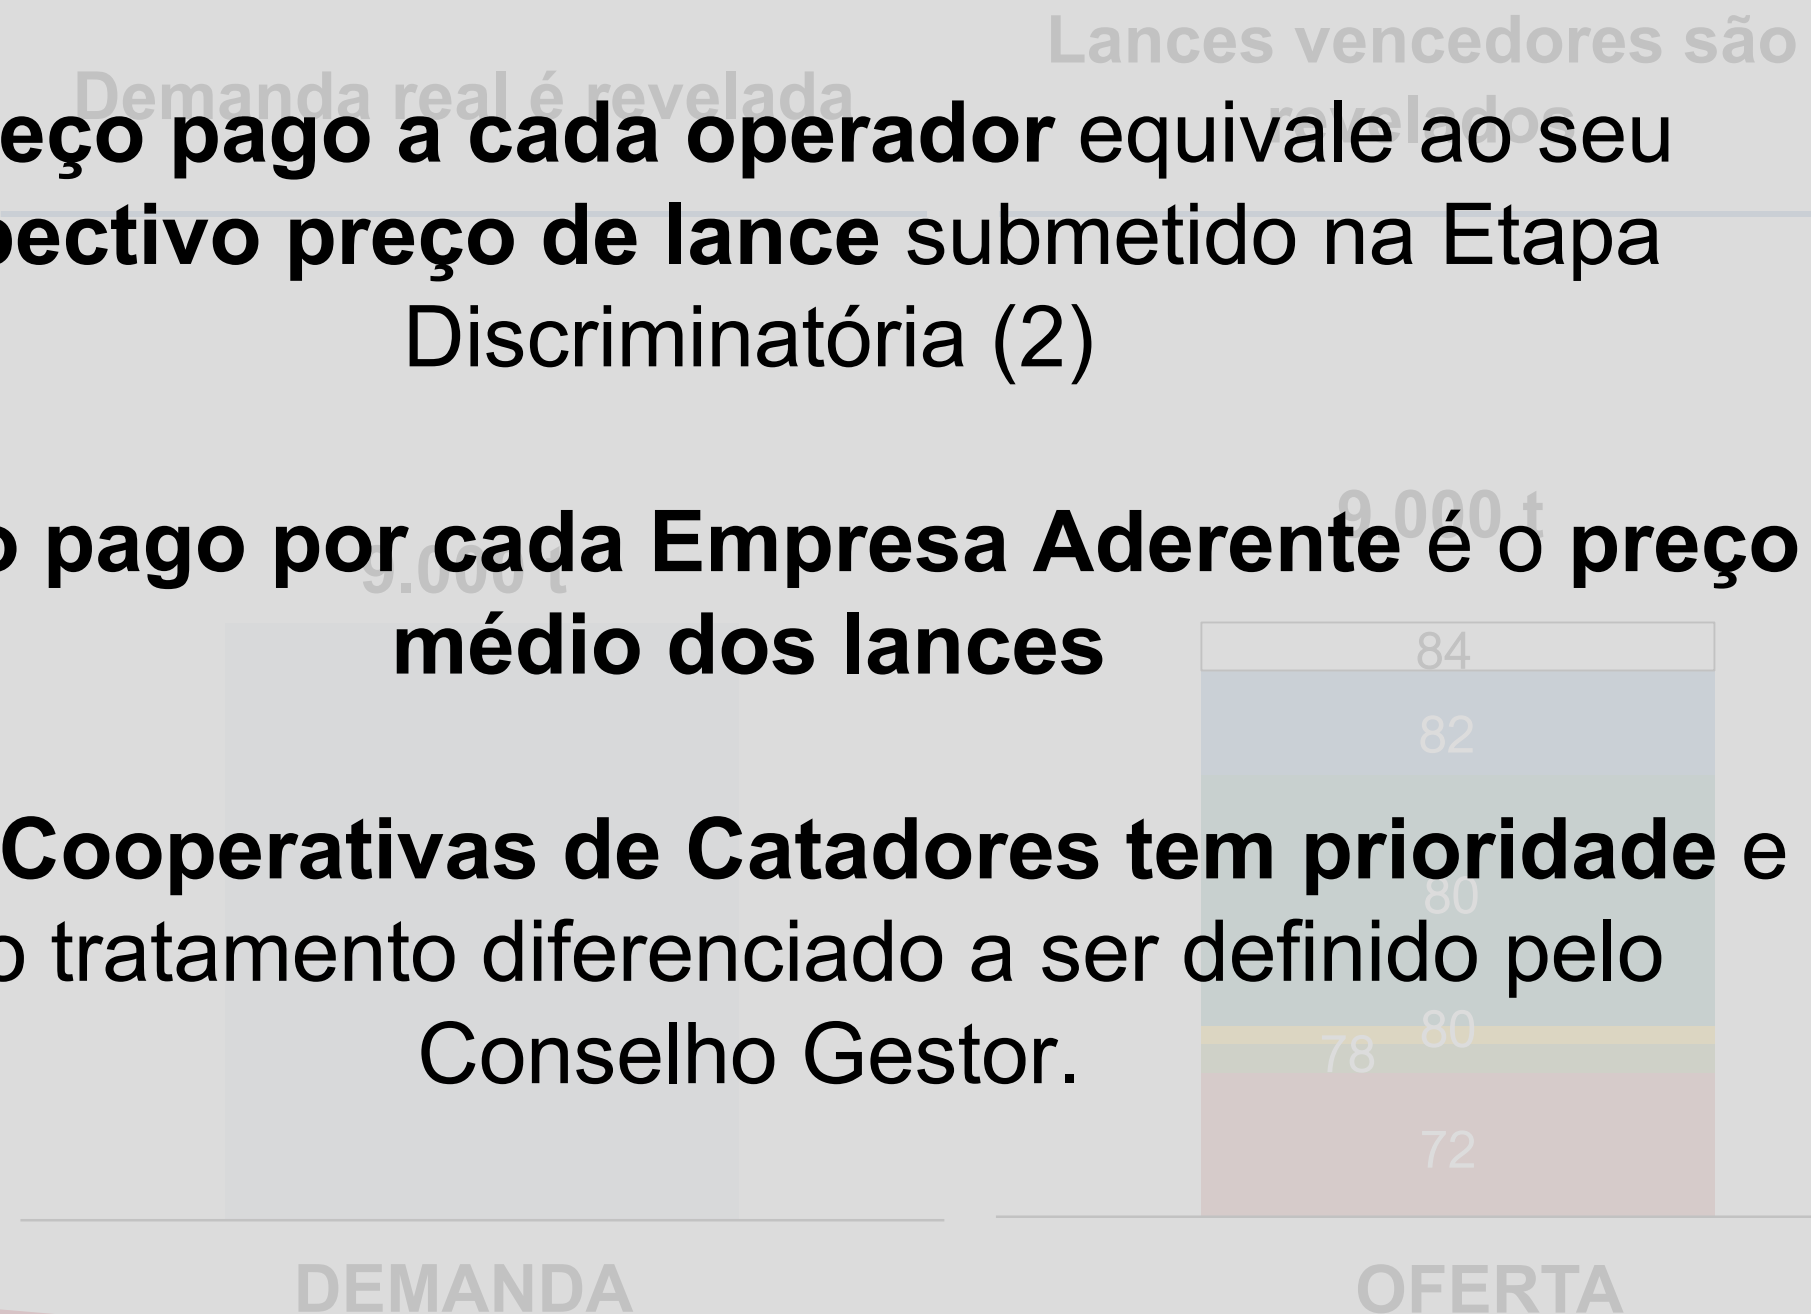 Lances vencedores são
revelados
Demanda real é revelada
eço pago a cada operador equivale ao seu
pectivo preço de lance submetido na Etapa
Discriminatória (2)
o pago por cada Empresa Aderente é o preço
médio dos lances
Cooperativas de Catadores tem prioridade e
o tratamento diferenciado a ser definido pelo
Conselho Gestor.
9.000 t
9.000 t
84
82
80
80
78
72
DEMANDA
OFERTA